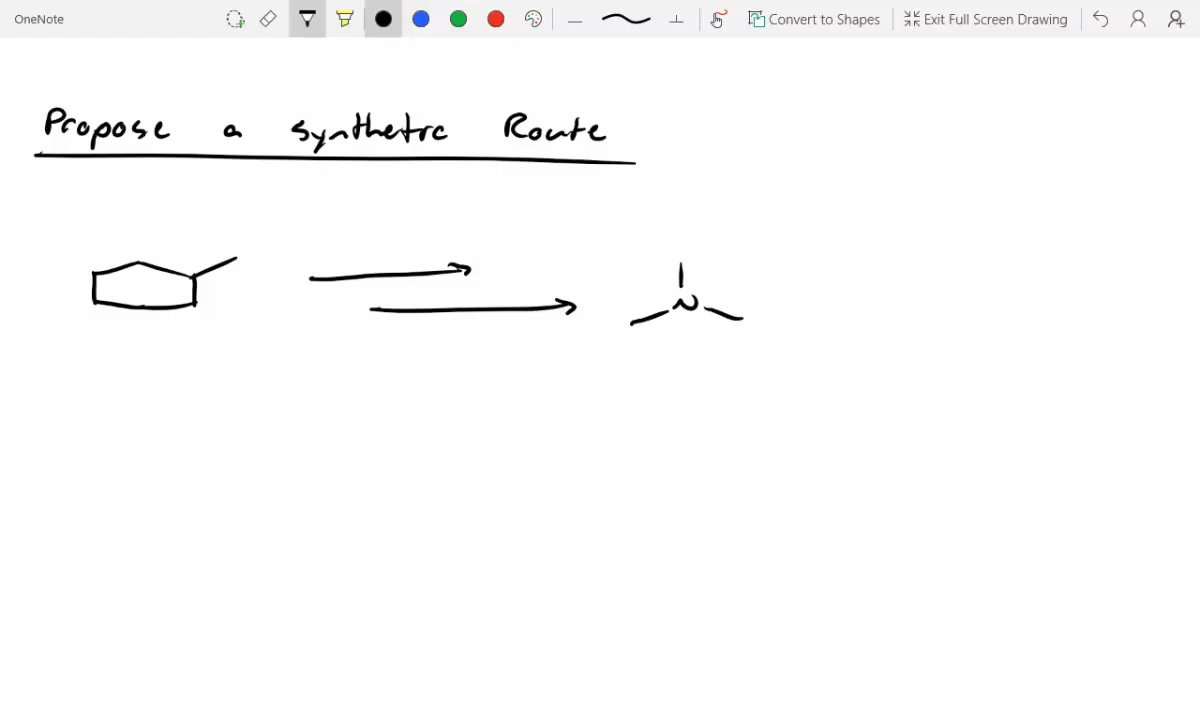 OneNote
Convert to Shapes
Exit Full Screen Drawing
Propose a synthetic Route
N